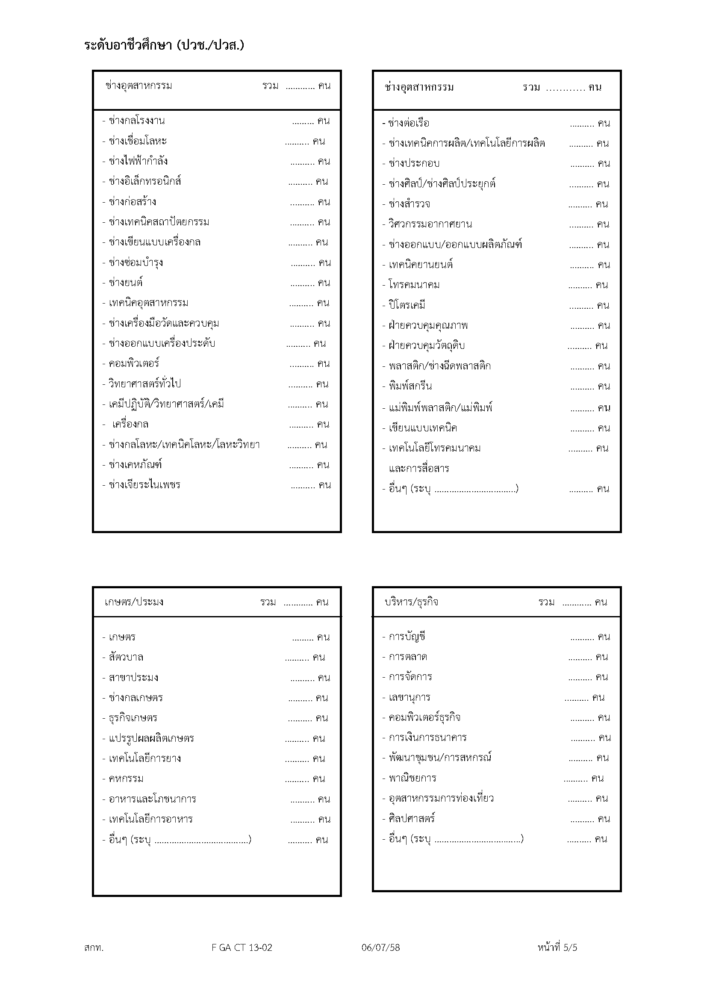 ระดับอาชีวศึกษา (ปวช./ปวส.)
ช่างอุตสาหกรรม รวม ............ คน
- ช่างกลโรงงาน ......... คน
- ช่างเชื่อมโลหะ .......... คน
- ช่างไฟฟ้ากำลัง .......... คน
- ช่างอิเล็กทรอนิกส์ .......... คน
- ช่างก่อสร้าง .......... คน
- ช่างเทคนิคสถาปัตยกรรม .......... คน
- ช่างเขียนแบบเครื่องกล .......... คน
- ช่างซ่อมบำรุง .......... คน
- ช่างยนต์ .......... คน
- เทคนิคอุตสาหกรรม .......... คน
- ช่างเครื่องมือวัดและควบคุม .......... คน
- ช่างออกแบบเครื่องประดับ .......... คน
- คอมพิวเตอร์ .......... คน
- วิทยาศาสตร์ทั่วไป .......... คน
- เคมีปฏิบัติ/วิทยาศาสตร์/เคมี .......... คน
- เครื่องกล .......... คน
- ช่างกลโลหะ/เทคนิคโลหะ/โลหะวิทยา .......... คน
- ช่างเคหภัณฑ์ .......... คน
- ช่างเจียระไนเพชร .......... คน
ช่างอุตสาหกรรม รวม ............ คน
- ช่างต่อเรือ .......... คน
- ช่างเทคนิคการผลิต/เทคโนโลยีการผลิต .......... คน
- ช่างประกอบ .......... คน
- ช่างศิลป์/ช่างศิลป์ประยุกต์ .......... คน
- ช่างสำรวจ .......... คน
- วิศวกรรมอากาศยาน .......... คน
- ช่างออกแบบ/ออกแบบผลิตภัณฑ์ .......... คน
- เทคนิคยานยนต์ .......... คน
- โทรคมนาคม .......... คน
- ปิโตรเคมี .......... คน
- ฝ่ายควบคุมคุณภาพ .......... คน
- ฝ่ายควบคุมวัตถุดิบ .......... คน
- พลาสติก/ช่างฉีดพลาสติก .......... คน
- พิมพ์สกรีน .......... คน
- แม่พิมพ์พลาสติก/แม่พิมพ์ .......... คน
- เขียนแบบเทคนิค .......... คน
- เทคโนโลยีโทรคมนาคม .......... คน
และการสื่อสาร
- อื่นๆ (ระบุ .................................) .......... คน
เกษตร/ประมง รวม ............ คน
- เกษตร ......... คน
- สัตวบาล .......... คน
- สาขาประมง .......... คน
- ช่างกลเกษตร .......... คน
- ธุรกิจเกษตร .......... คน
- แปรรูปผลผลิตเกษตร .......... คน
- เทคโนโลยีการยาง .......... คน
- คหกรรม .......... คน
- อาหารและโภชนาการ .......... คน
- เทคโนโลยีการอาหาร .......... คน
- อื่นๆ (ระบุ ......................................) .......... คน
บริหาร/ธุรกิจ รวม ............ คน
- การบัญชี .......... คน
- การตลาด .......... คน
- การจัดการ .......... คน
- เลขานุการ .......... คน
- คอมพิวเตอร์ธุรกิจ .......... คน
- การเงินการธนาคาร .......... คน
- พัฒนาชุมชน/การสหกรณ์ .......... คน
- พาณิชยการ .......... คน
- อุตสาหกรรมการท่องเที่ยว .......... คน
- ศิลปศาสตร์ .......... คน
- อื่นๆ (ระบุ ...................................) .......... คน
สกท. F GA CT 13-02 06/07/58 หน้าที่ 5/5